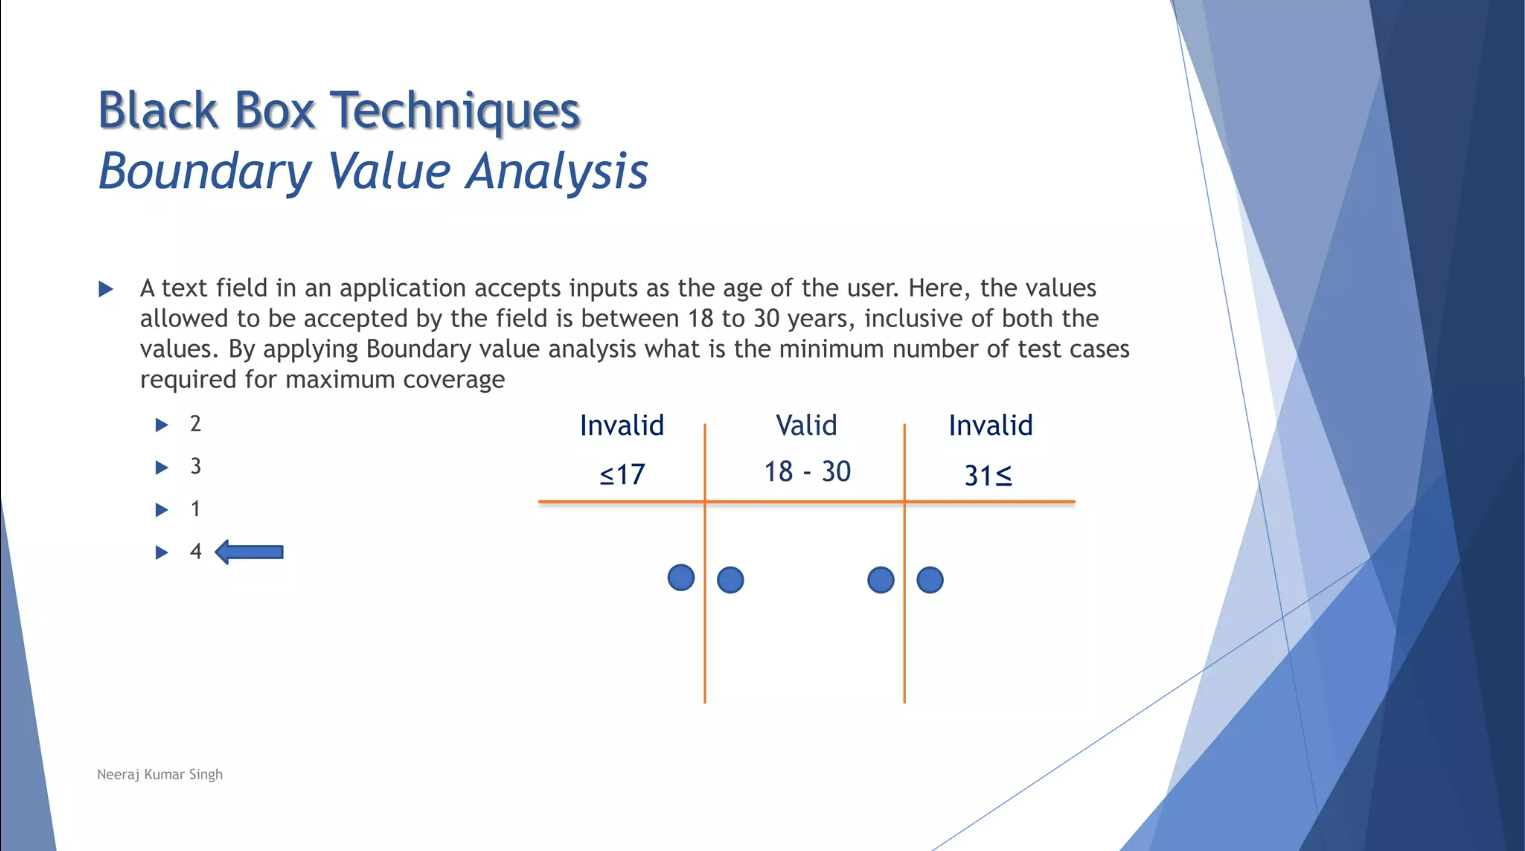 Black Box Techniques
Boundary Value Analysis
A text field in an application accepts inputs as the age of the user. Here, the values
allowed to be accepted by the field is between 18 to 30 years, inclusive of both the
values. By applying Boundary value analysis what is the minimum number of test cases
required for maximum coverage
2
3
1
4
Invalid Valid Invalid
≤17 18 - 30 31≤
Neeraj Kumar Singh